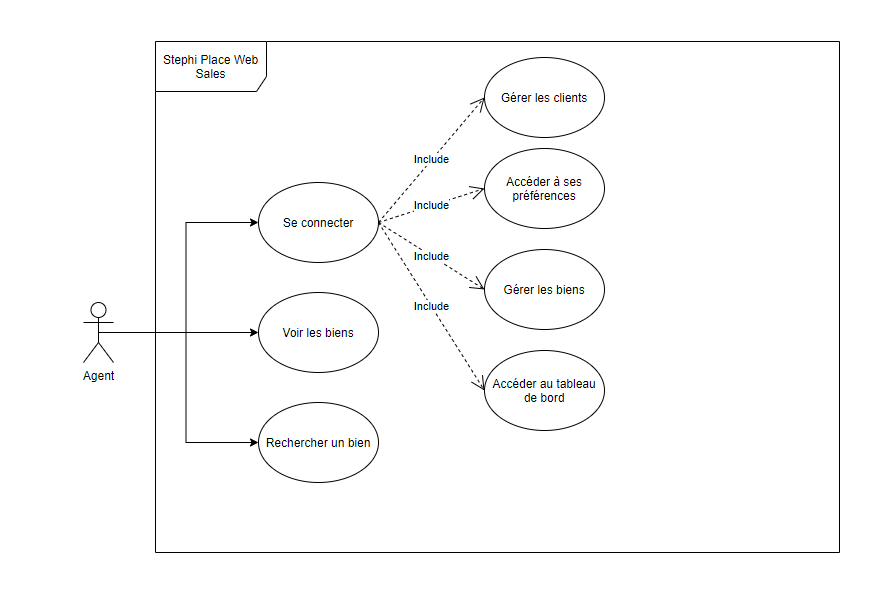 Stephi Place Web
Sales
Gérer les clients
Include
Accéder à ses
préférences
Include
Se connecter
Include
Gérer les biens
Include
Voir les biens
Agent
Accéder au tableau
de bord
Rechercher un bien